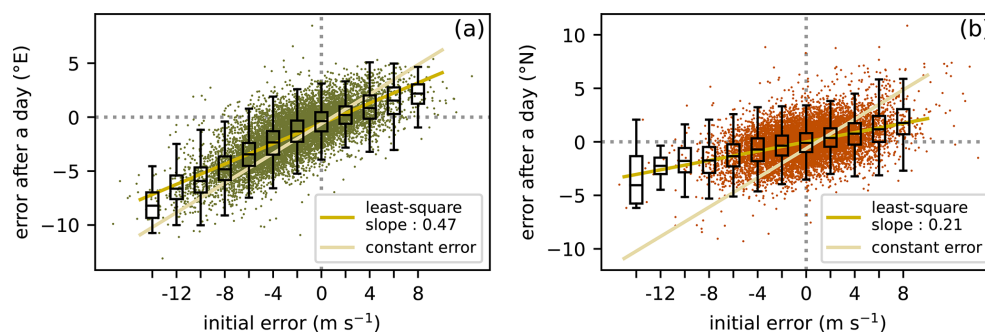 (a)
error after a day (°E)
5
0
−5
−10
-12 -8 -4 0 4 8
initial error (m s⁻¹)
least-square
slope : 0.47
constant error
(b)
error after a day (°N)
10
5
0
−5
−10
-12 -8 -4 0 4 8
initial error (m s⁻¹)
least-square
slope : 0.21
constant error